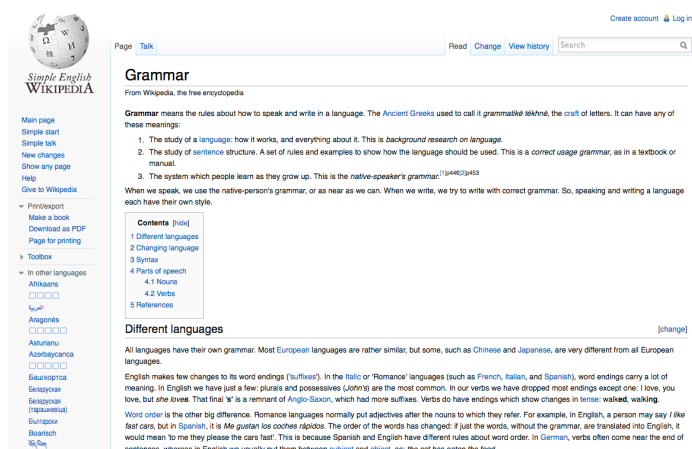 Create account Log in
Page Talk Read Change View history Search
Simple English
WIKIPEDIA
Main page
Simple start
Simple talk
New changes
Show any page
Help
Give to Wikipedia
Print/export
Make a book
Download as PDF
Page for printing
Toolbox
In other languages
Afrikaans
العربية
Aragonés
Asturianu
Azərbaycanca
Башҡортса
Беларуская
Беларуская
(тарашкевіца)
Български
Boarisch
Grammar
From Wikipedia, the free encyclopedia
Grammar means the rules about how to speak and write in a language. The Ancient Greeks used to call it grammatikē tékhnē, the craft of letters. It can have any of
these meanings:
1. The study of a language: how it works, and everything about it. This is background research on language.
2. The study of sentence structure. A set of rules and examples to show how the language should be used. This is a correct usage grammar, as in a textbook or
manual.
3. The system which people learn as they grow up. This is the native-speaker's grammar.[1]p446[2]p453
When we speak, we use the native-person's grammar, or as near as we can. When we write, we try to write with correct grammar. So, speaking and writing a language
each have their own style.
Contents [hide]
1 Different languages
2 Changing language
3 Syntax
4 Parts of speech
4.1 Nouns
4.2 Verbs
5 References
Different languages [change]
All languages have their own grammar. Most European languages are rather similar, but some, such as Chinese and Japanese, are very different from all European
languages.
English makes few changes to its word endings ('suffixes'). In the Italic or 'Romance' languages (such as French, Italian, and Spanish), word endings carry a lot of
meaning. In English we have just a few: plurals and possessives (John's) are the most common. In our verbs we have dropped most endings except one: I love, you
love, but she loves. That final 's' is a remnant of Anglo-Saxon, which had more suffixes. Verbs do have endings which show changes in tense: walked, walking.
Word order is the other big difference. Romance languages normally put adjectives after the nouns to which they refer. For example, in English, a person may say I like
fast cars, but in Spanish, it is Me gustan los coches rápidos. The order of the words has changed: if just the words, without the grammar, are translated into English, it
would mean 'to me they please the cars fast'. This is because Spanish and English have different rules about word order. In German, verbs often come near the end of
sentences, whereas in English we usually put them between subject and object, as: the cat has eaten the food